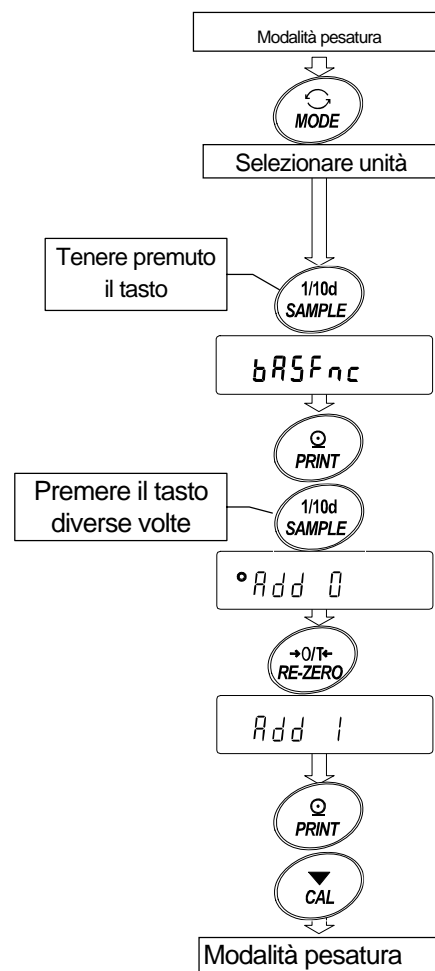 Modalità pesatura
MODE
Selezionare unità
Tenere premuto
il tasto
1/10d
SAMPLE
bASFnc
PRINT
Premere il tasto
diverse volte
1/10d
SAMPLE
Add 0
→0/T←
RE-ZERO
Add 1
PRINT
CAL
Modalità pesatura